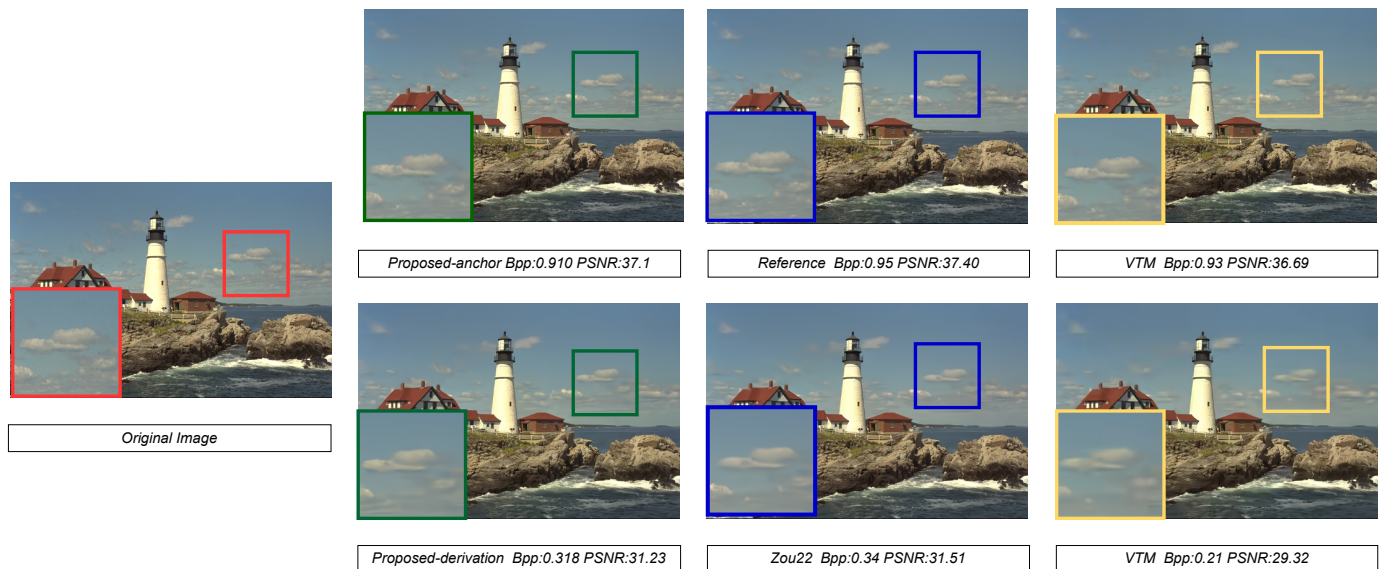 Proposed-anchor Bpp:0.910 PSNR:37.1
Reference Bpp:0.95 PSNR:37.40
VTM Bpp:0.93 PSNR:36.69
Original Image
Proposed-derivation Bpp:0.318 PSNR:31.23
Zou22 Bpp:0.34 PSNR:31.51
VTM Bpp:0.21 PSNR:29.32